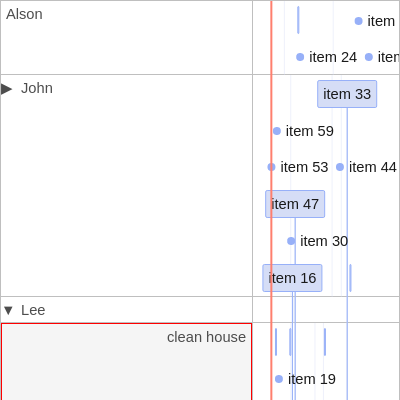 Alson
item
item 24
▶ John
item 33
item 59
item 53
item 44
item 47
item 30
item 16
▼ Lee
clean house
item 19